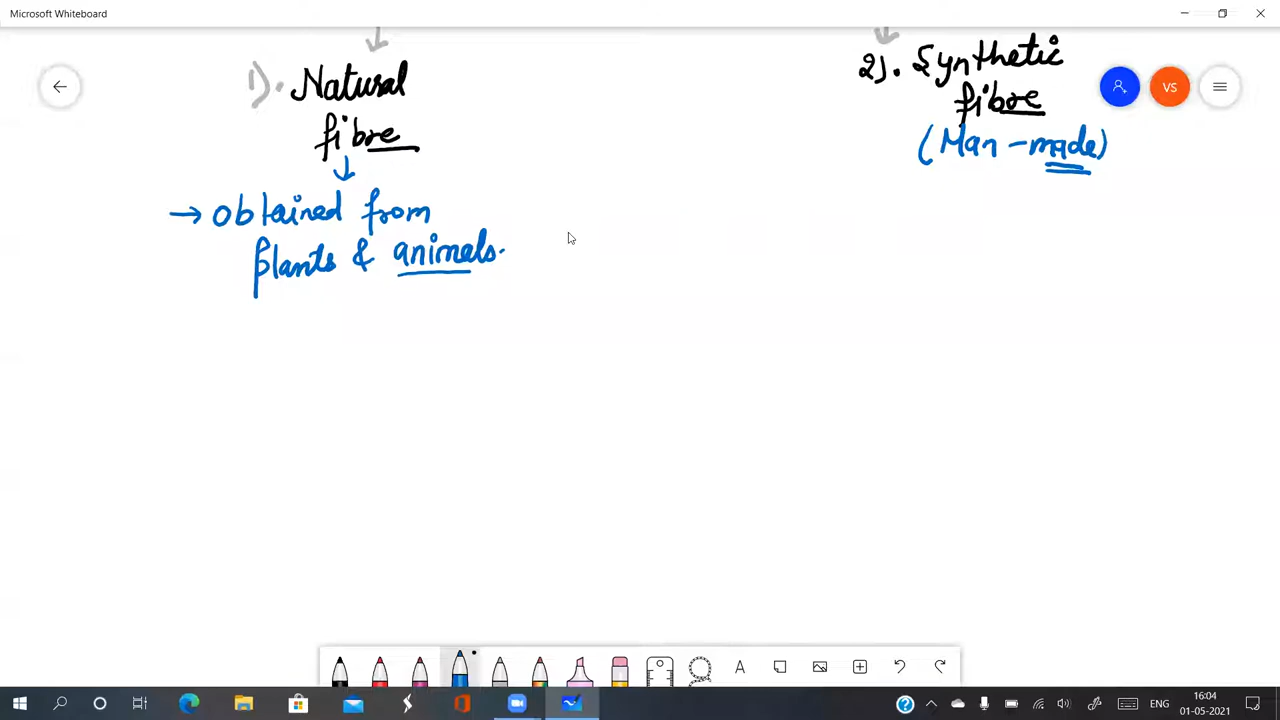 Microsoft Whiteboard
1). Natural
fibre
→ obtained from
plants & animals.
2). Synthetic
fibre
(Man-made)
VS
A
ENG
16:04
01-05-2021